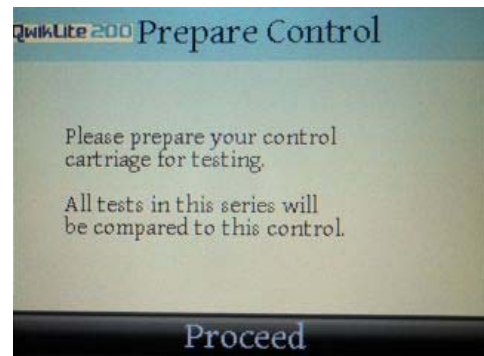 QwikLite 200 Prepare Control
Please prepare your control
cartriage for testing.
All tests in this series will
be compared to this control.
Proceed